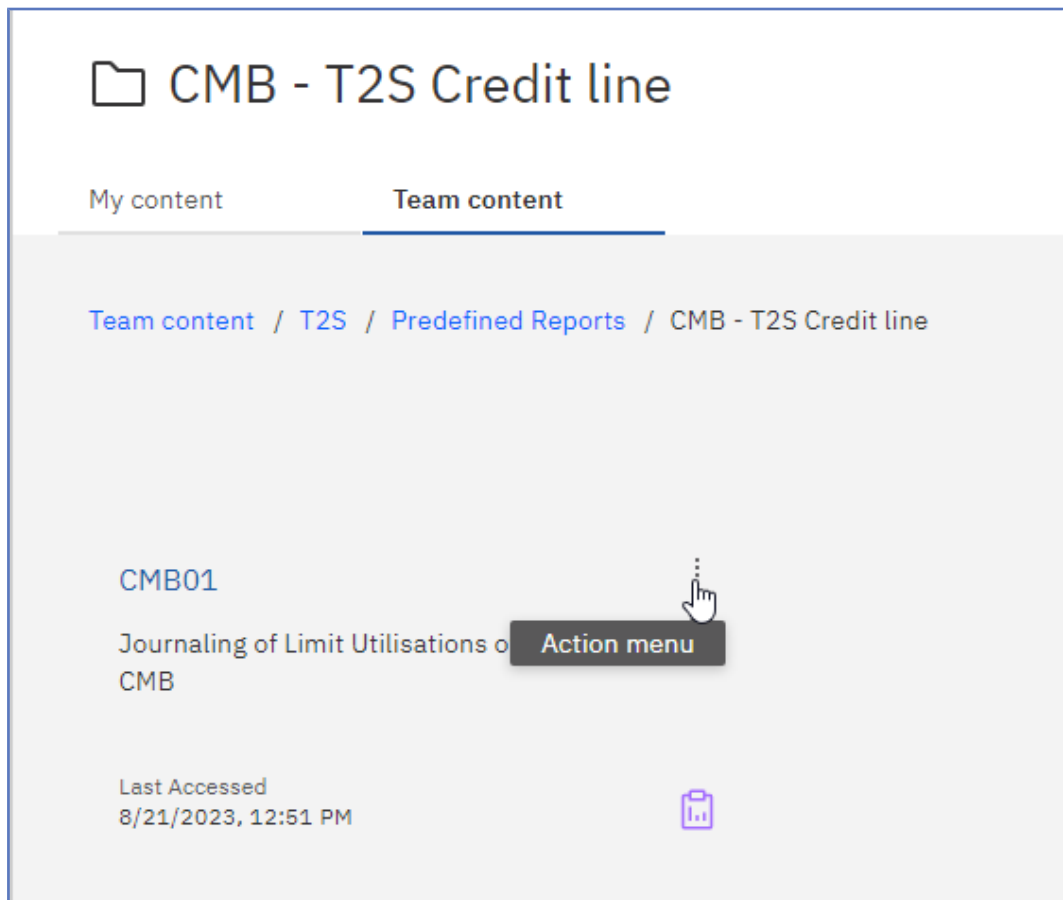 CMB - T2S Credit line
My content Team content
Team content / T2S / Predefined Reports / CMB - T2S Credit line
CMB01
Journaling of Limit Utilisations o
Action menu
CMB
Last Accessed
8/21/2023, 12:51 PM